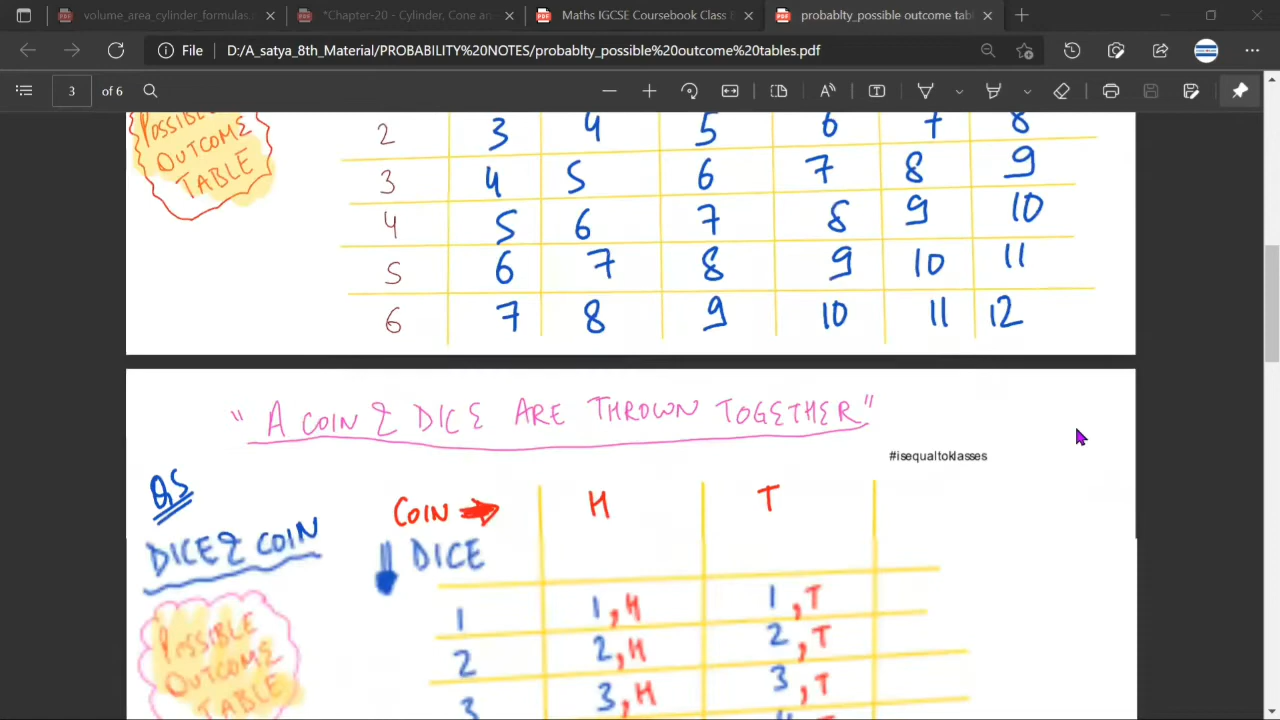 volume_area_cylinder_formulas.
*Chapter-20 - Cylinder, Cone an
Maths IGCSE Coursebook Class 8
probablty_possible outcome tab
File D:/A_satya_8th_Material/PROBABILITY%20NOTES/probablty_possible%20outcome%20tables.pdf
3 of 6
POSSIBLE
OUTCOME
TABLE
2 3 4 5 6 7 8
3 4 5 6 7 8 9
4 5 6 7 8 9 10
5 6 7 8 9 10 11
6 7 8 9 10 11 12
"A COIN & DICE ARE THROWN TOGETHER"
#isequaltoklasses
Q5
DICE & COIN
COIN → H T
↓ DICE
1 1,H 1,T
2 2,H 2,T
3 3,H 3,T
POSSIBLE
OUTCOME
TABLE